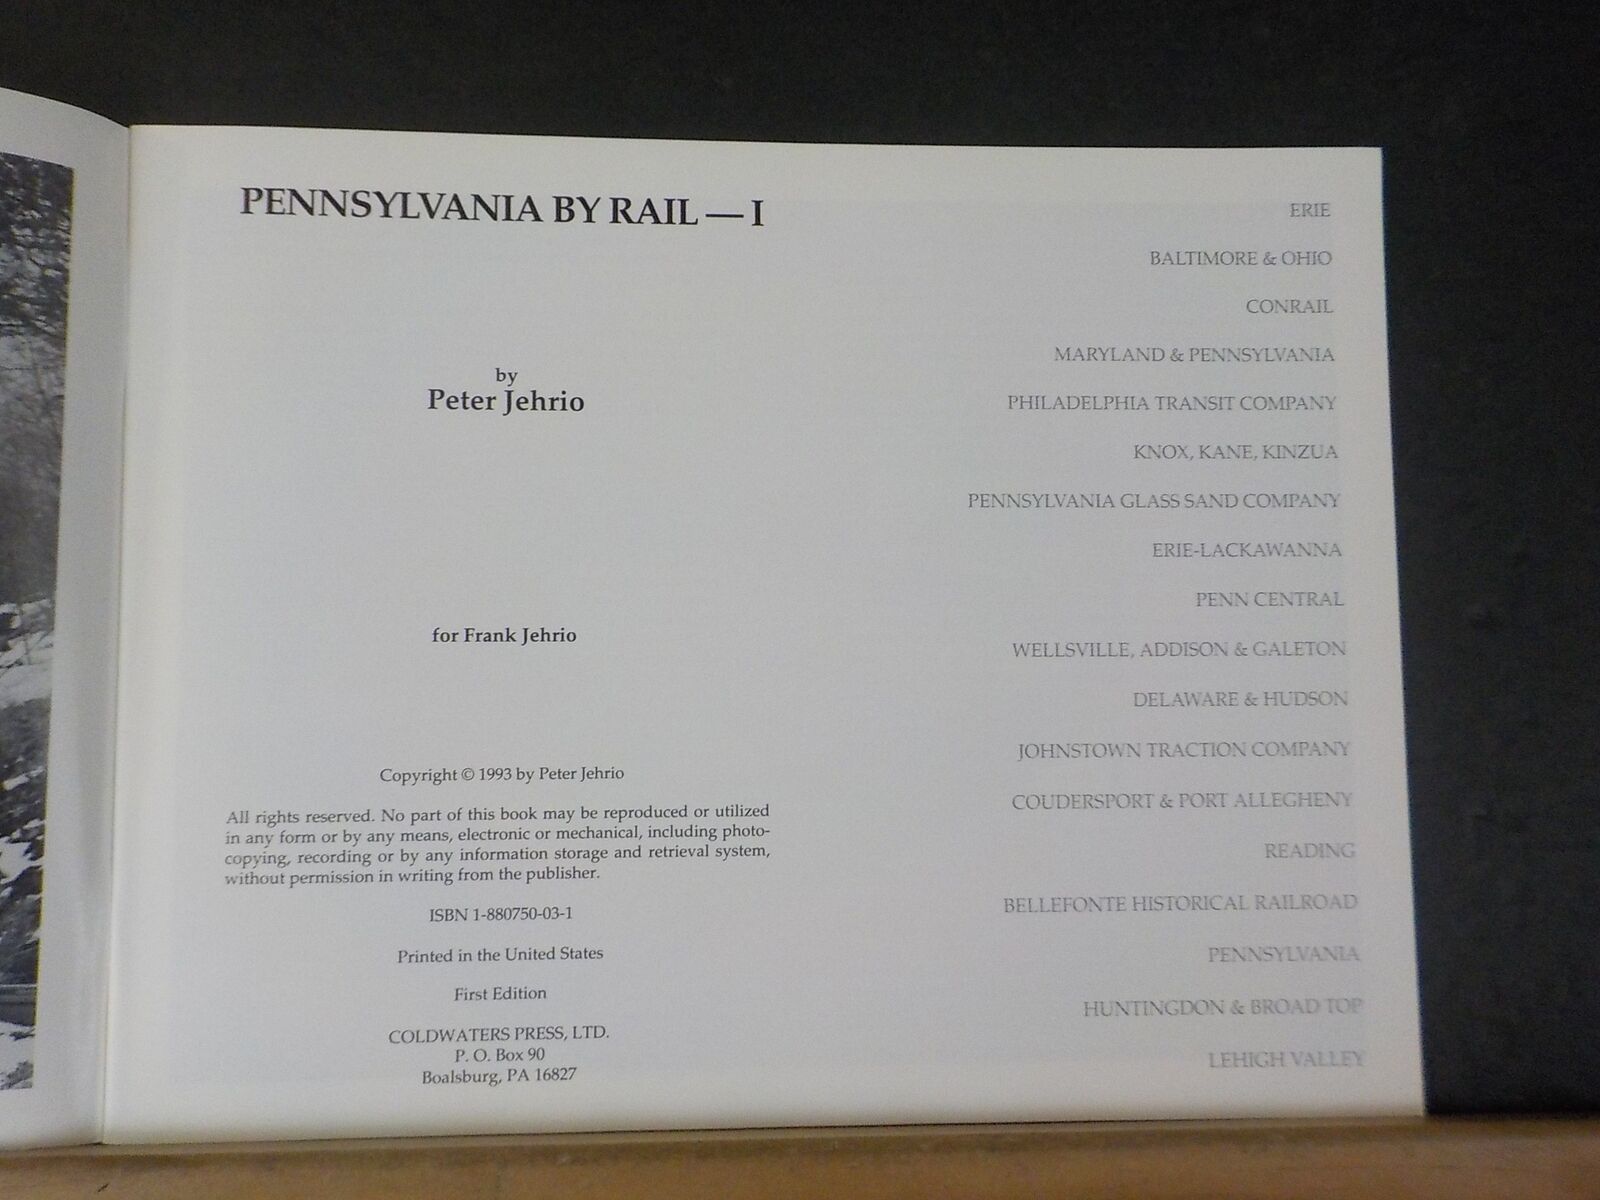 PENNSYLVANIA BY RAIL — I
by
Peter Jehrio
for Frank Jehrio
Copyright © 1993 by Peter Jehrio
All rights reserved. No part of this book may be reproduced or utilized
in any form or by any means, electronic or mechanical, including photo-
copying, recording or by any information storage and retrieval system,
without permission in writing from the publisher.
ISBN 1-880750-03-1
Printed in the United States
First Edition
COLDWATERS PRESS, LTD.
P. O. Box 90
Boalsburg, PA 16827
ERIE
BALTIMORE & OHIO
CONRAIL
MARYLAND & PENNSYLVANIA
PHILADELPHIA TRANSIT COMPANY
KNOX, KANE, KINZUA
PENNSYLVANIA GLASS SAND COMPANY
ERIE-LACKAWANNA
PENN CENTRAL
WELLSVILLE, ADDISON & GALETON
DELAWARE & HUDSON
JOHNSTOWN TRACTION COMPANY
COUDERSPORT & PORT ALLEGHENY
READING
BELLEFONTE HISTORICAL RAILROAD
PENNSYLVANIA
HUNTINGDON & BROAD TOP
LEHIGH VALLEY